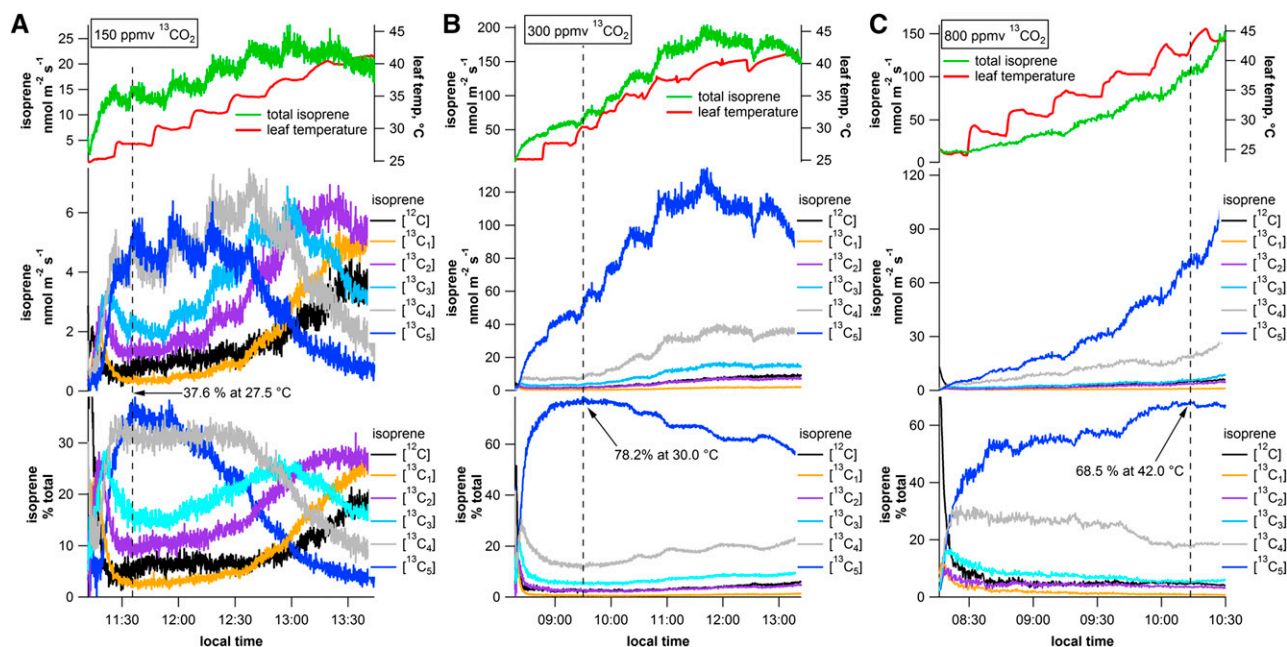 A
150 ppmv ¹³CO₂
isoprene
nmol m⁻² s⁻¹
25
20
15
10
5
45
40
35
30
25
leaf temp, °C
total isoprene
leaf temperature
isoprene
nmol m⁻² s⁻¹
6
4
2
0
isoprene
[¹²C]
[¹³C₁]
[¹³C₂]
[¹³C₃]
[¹³C₄]
[¹³C₅]
37.6 % at 27.5 °C
isoprene
% total
30
20
10
0
isoprene
[¹²C]
[¹³C₁]
[¹³C₂]
[¹³C₃]
[¹³C₄]
[¹³C₅]
11:30
12:00
12:30
13:00
13:30
local time
B
300 ppmv ¹³CO₂
isoprene
nmol m⁻² s⁻¹
200
150
100
50
45
40
35
30
25
leaf temp, °C
total isoprene
leaf temperature
isoprene
nmol m⁻² s⁻¹
120
100
80
60
40
20
0
isoprene
[¹²C]
[¹³C₁]
[¹³C₂]
[¹³C₃]
[¹³C₄]
[¹³C₅]
78.2% at 30.0 °C
isoprene
% total
60
40
20
0
isoprene
[¹²C]
[¹³C₁]
[¹³C₂]
[¹³C₃]
[¹³C₄]
[¹³C₅]
09:00
10:00
11:00
12:00
13:00
local time
C
800 ppmv ¹³CO₂
isoprene
nmol m⁻² s⁻¹
150
100
50
0
45
40
35
30
25
leaf temp, °C
total isoprene
leaf temperature
isoprene
nmol m⁻² s⁻¹
120
90
60
30
0
isoprene
[¹²C]
[¹³C₁]
[¹³C₂]
[¹³C₃]
[¹³C₄]
[¹³C₅]
68.5 % at 42.0 °C
isoprene
% total
60
40
20
0
isoprene
[¹²C]
[¹³C₁]
[¹³C₂]
[¹³C₃]
[¹³C₄]
[¹³C₅]
08:30
09:00
09:30
10:00
10:30
local time